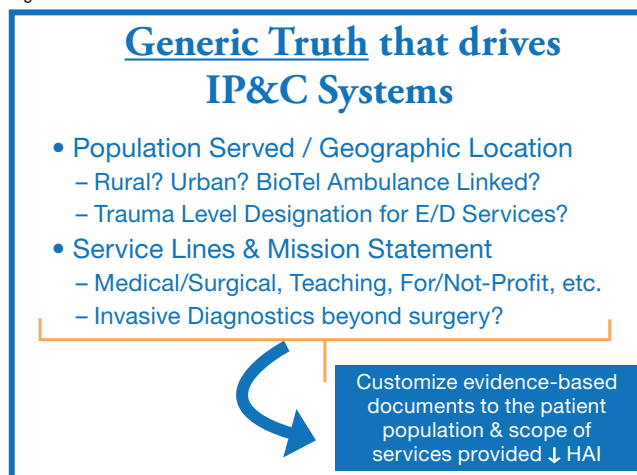 Generic Truth that drives
IP&C Systems
• Population Served / Geographic Location
– Rural? Urban? BioTel Ambulance Linked?
– Trauma Level Designation for E/D Services?
• Service Lines & Mission Statement
– Medical/Surgical, Teaching, For/Not-Profit, etc.
– Invasive Diagnostics beyond surgery?
Customize evidence-based
documents to the patient
population & scope of
services provided ↓ HAI